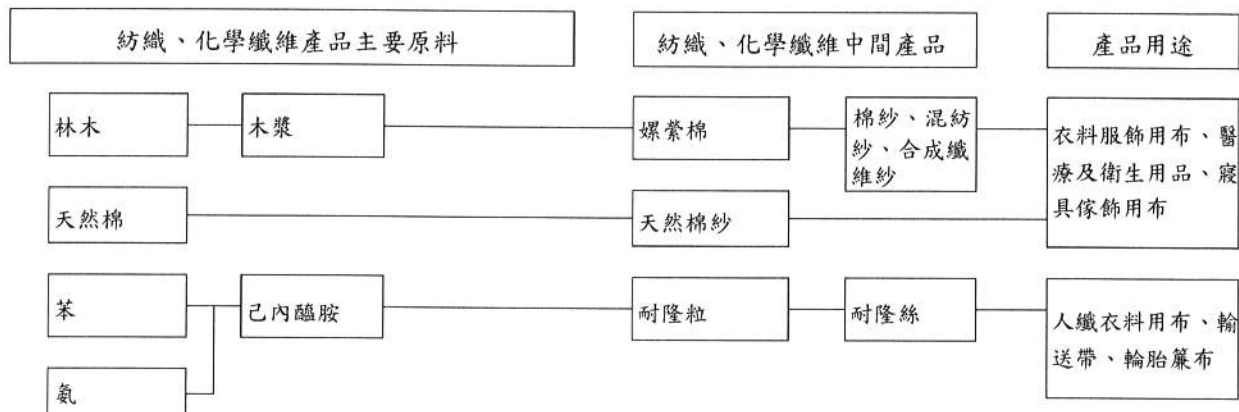 紡織、化學纖維產品主要原料
紡織、化學纖維中間產品
產品用途
林木
木漿
嫘縈棉
棉紗、混紡
紗、合成纖
維紗
衣料服飾用布、醫
療及衛生用品、寢
具傢飾用布
天然棉
天然棉紗
苯
己內醯胺
耐隆粒
耐隆絲
人纖衣料用布、輸
送帶、輪胎簾布
氨